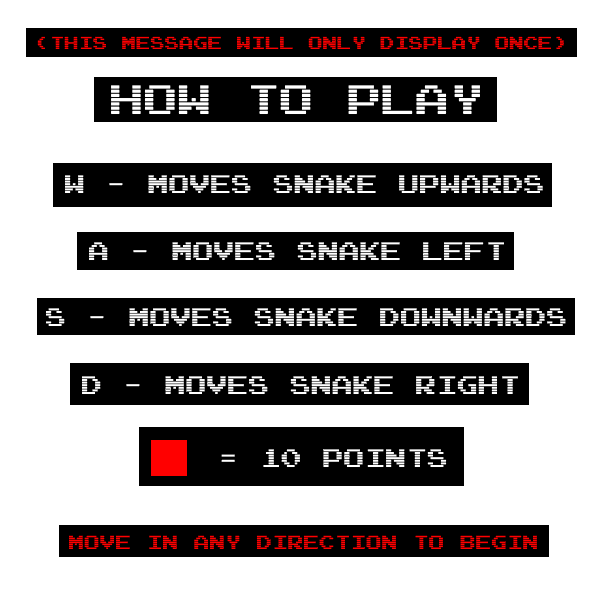 (THIS MESSAGE WILL ONLY DISPLAY ONCE)
HOW TO PLAY
W - MOVES SNAKE UPWARDS
A - MOVES SNAKE LEFT
S - MOVES SNAKE DOWNWARDS
D - MOVES SNAKE RIGHT
= 10 POINTS
MOVE IN ANY DIRECTION TO BEGIN